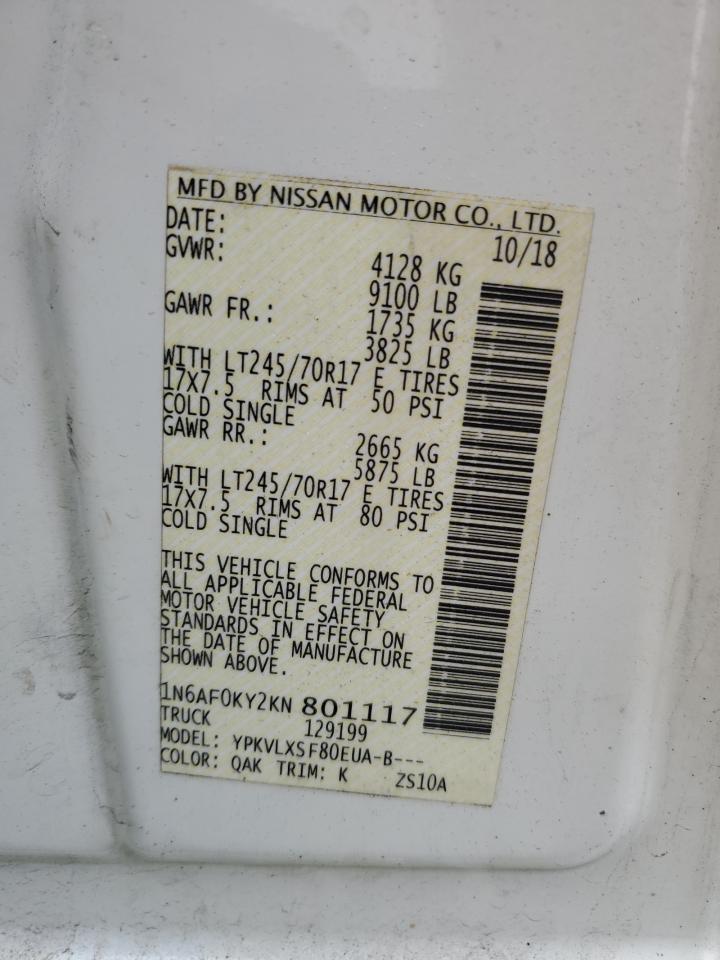 MFD BY NISSAN MOTOR CO., LTD.
DATE: 10/18
GVWR: 4128 KG
9100 LB
GAWR FR.: 1735 KG
3825 LB
WITH LT245/70R17 E TIRES
17X7.5 RIMS AT 50 PSI
COLD SINGLE
GAWR RR.: 2665 KG
5875 LB
WITH LT245/70R17 E TIRES
17X7.5 RIMS AT 80 PSI
COLD SINGLE
THIS VEHICLE CONFORMS TO
ALL APPLICABLE FEDERAL
MOTOR VEHICLE SAFETY
STANDARDS IN EFFECT ON
THE DATE OF MANUFACTURE
SHOWN ABOVE.
1N6AF0KY2KN 801117
TRUCK 129199
MODEL: YPKVLXSF80EUA-B---
COLOR: QAK TRIM: K ZS10A